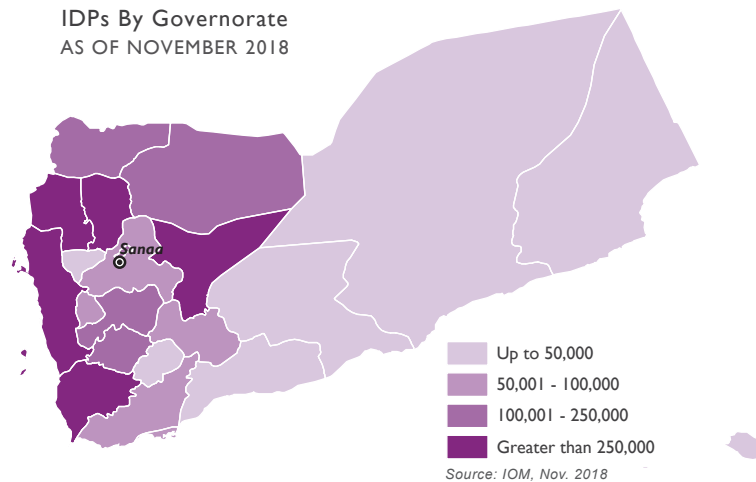 IDPs By Governorate
AS OF NOVEMBER 2018
Sanaa
Up to 50,000
50,001 - 100,000
100,001 - 250,000
Greater than 250,000
Source: IOM, Nov. 2018